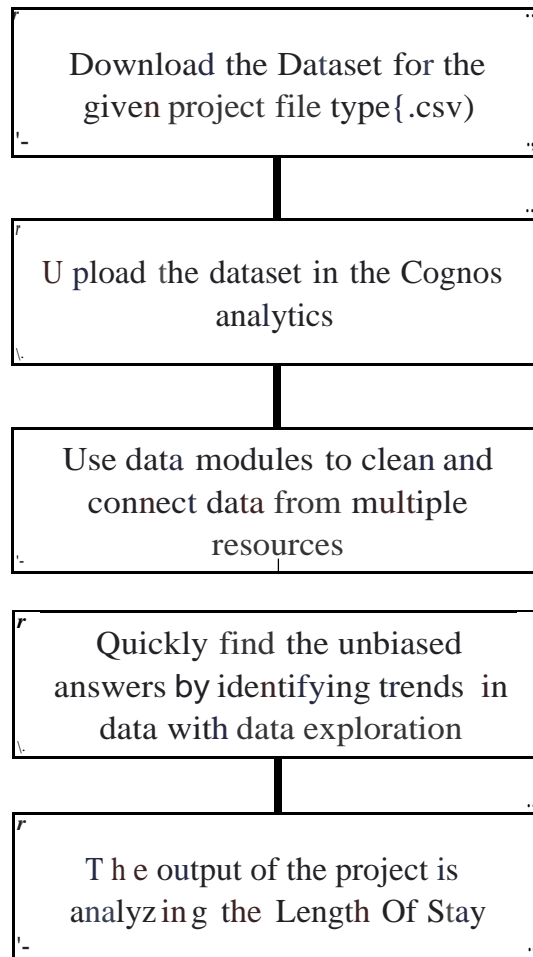 Download the Dataset for the
given project file type{.csv)
U pload the dataset in the Cognos
analytics
Use data modules to clean and
connect data from multiple
resources
Quickly find the unbiased
answers by identifying trends in
data with data exploration
T h e output of the project is
analyzing the Length Of Stay